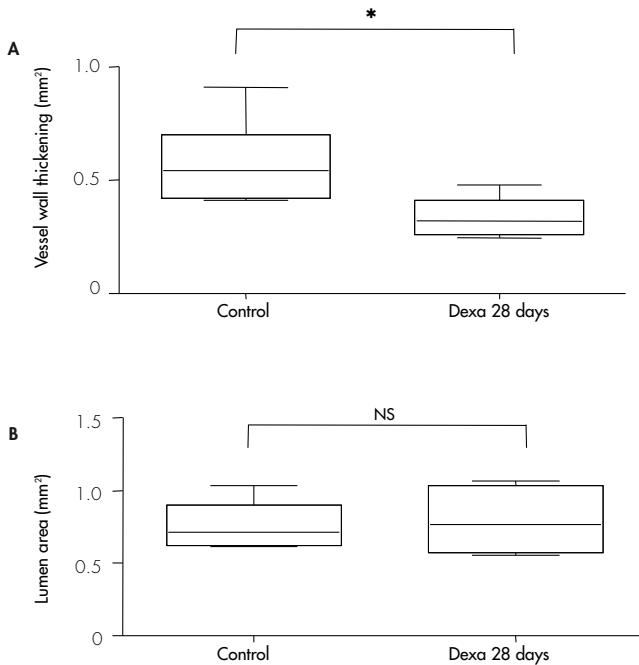 *
A
Vessel wall thickening (mm²)
1.0
0.5
0
Control
Dexa 28 days
NS
B
Lumen area (mm²)
1.5
1.0
0.5
0
Control
Dexa 28 days